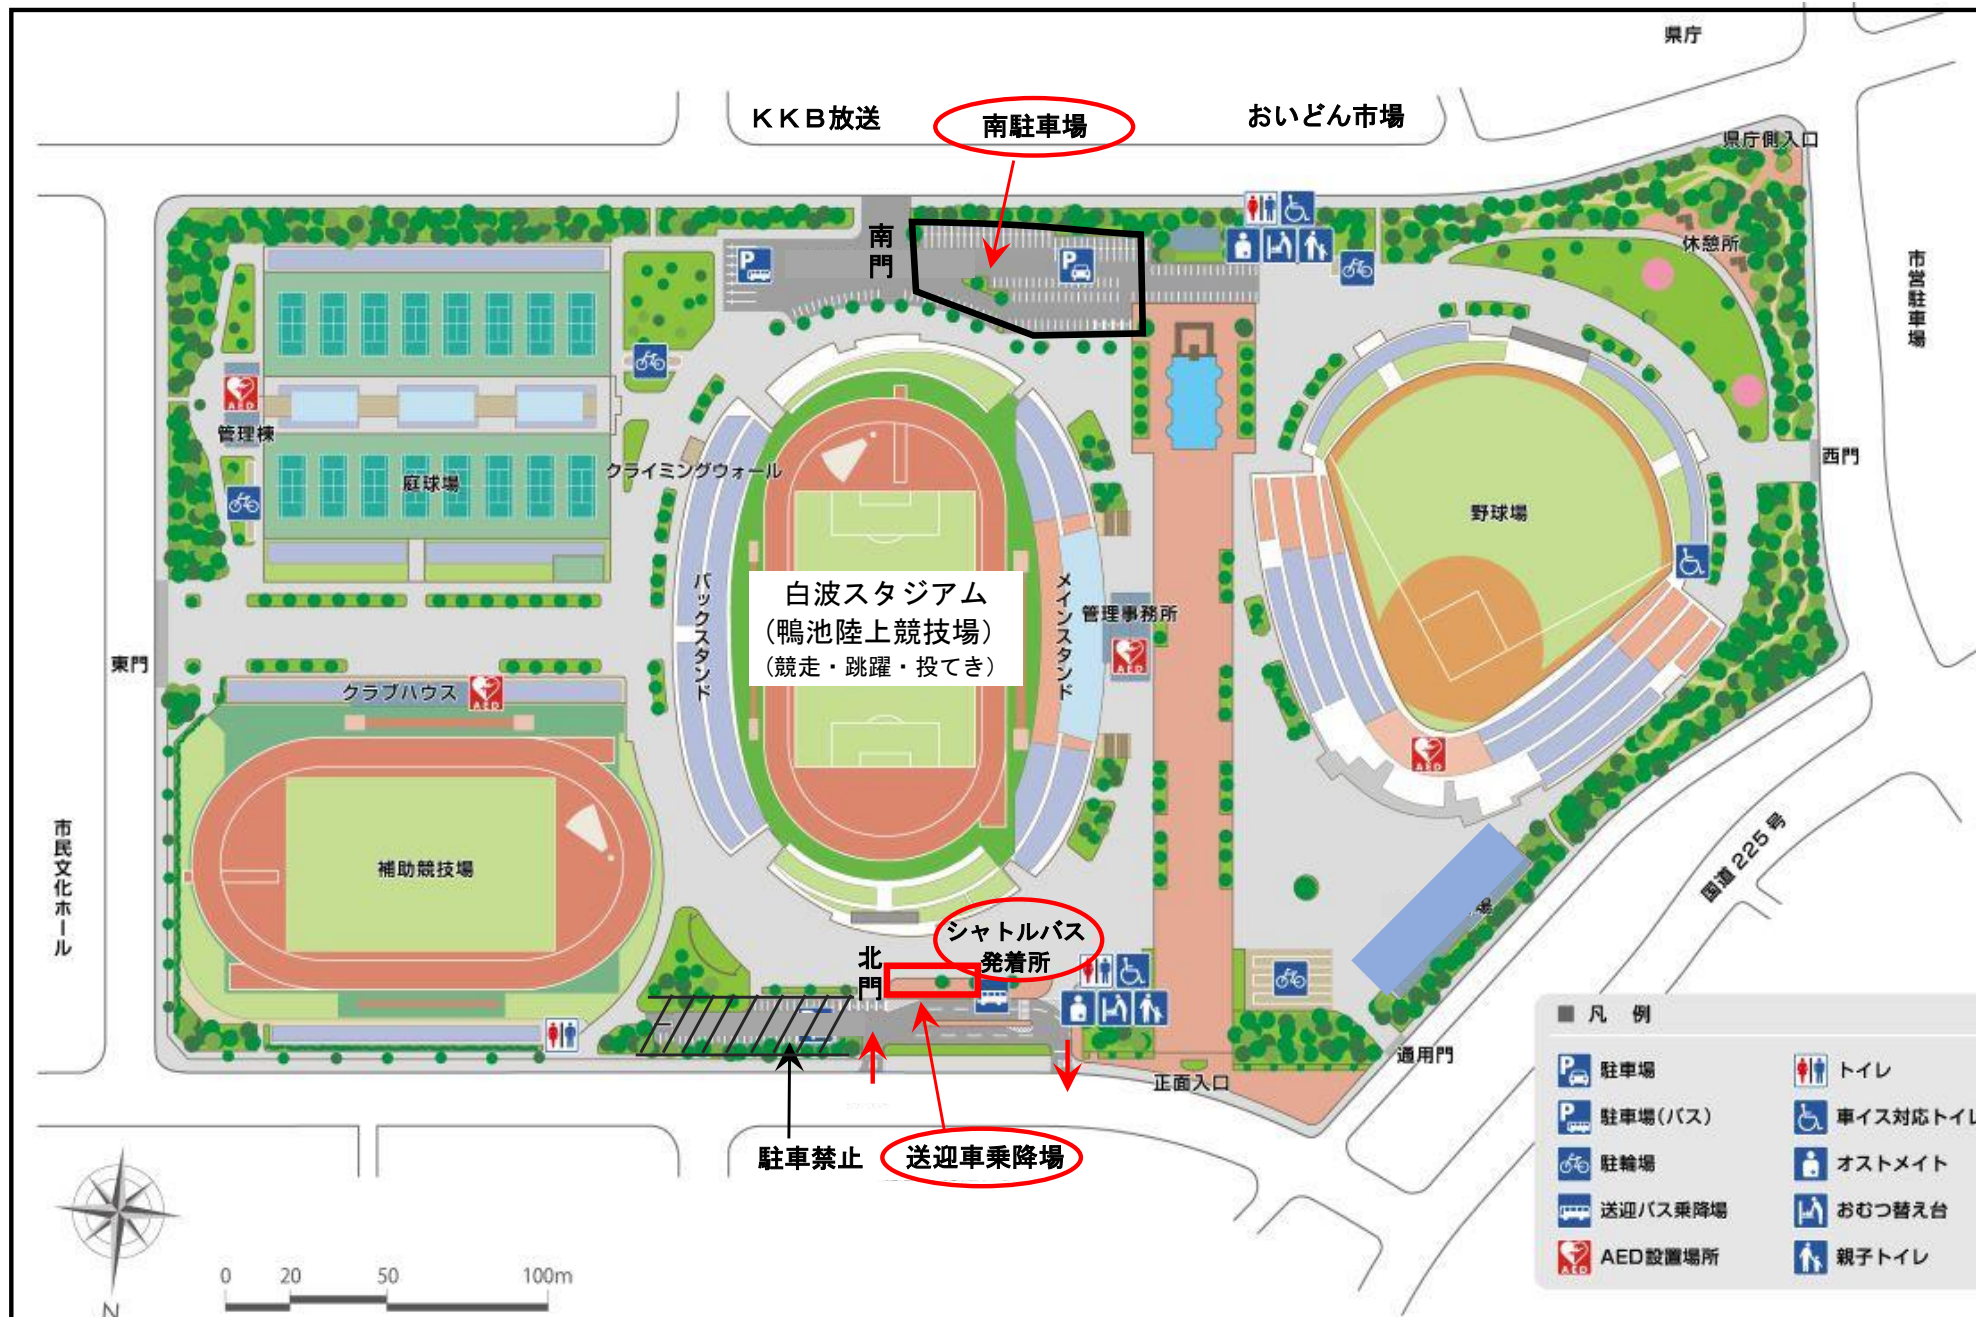 県庁
KKB放送
南駐車場
おいどん市場
県庁側入口
南
門
休憩所
市営駐車場
管理棟
クライミングウォール
庭球場
西門
野球場
バックスタンド
白波スタジアム
(鴨池陸上競技場)
(競走・跳躍・投てき)
メインスタンド
管理事務所
AED
AED
AED
AED
東門
クラブハウス
補助競技場
市民文化ホール
国道225号
場
シャトルバス
発着所
北
門
通用門
正面入口
駐車禁止
送迎車乗降場
P
P
N
0 20 50 100m
■ 凡 例
P 駐車場
P 駐車場(バス)
駐輪場
送迎バス乗降場
AED AED設置場所
トイレ
車イス対応トイレ
オストメイト
おむつ替え台
親子トイレ